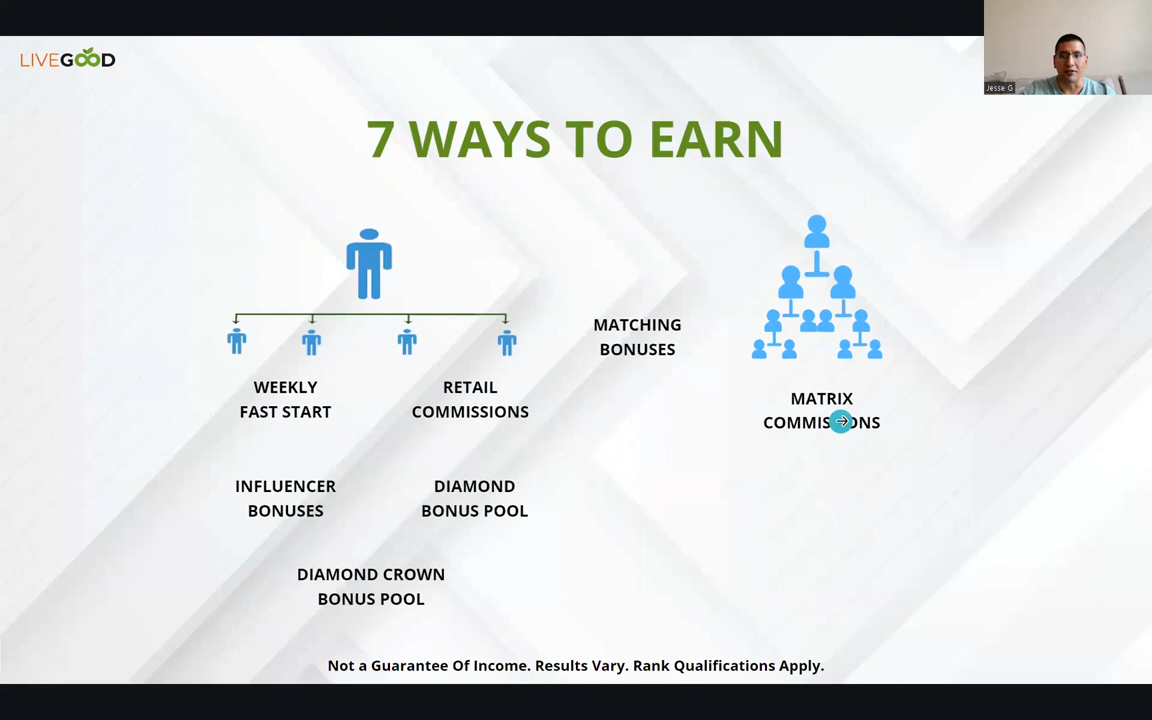 LIVEGOOD
Jesse G
7 WAYS TO EARN
WEEKLY
FAST START
RETAIL
COMMISSIONS
MATCHING
BONUSES
MATRIX
COMMISSIONS
INFLUENCER
BONUSES
DIAMOND
BONUS POOL
DIAMOND CROWN
BONUS POOL
Not a Guarantee Of Income. Results Vary. Rank Qualifications Apply.